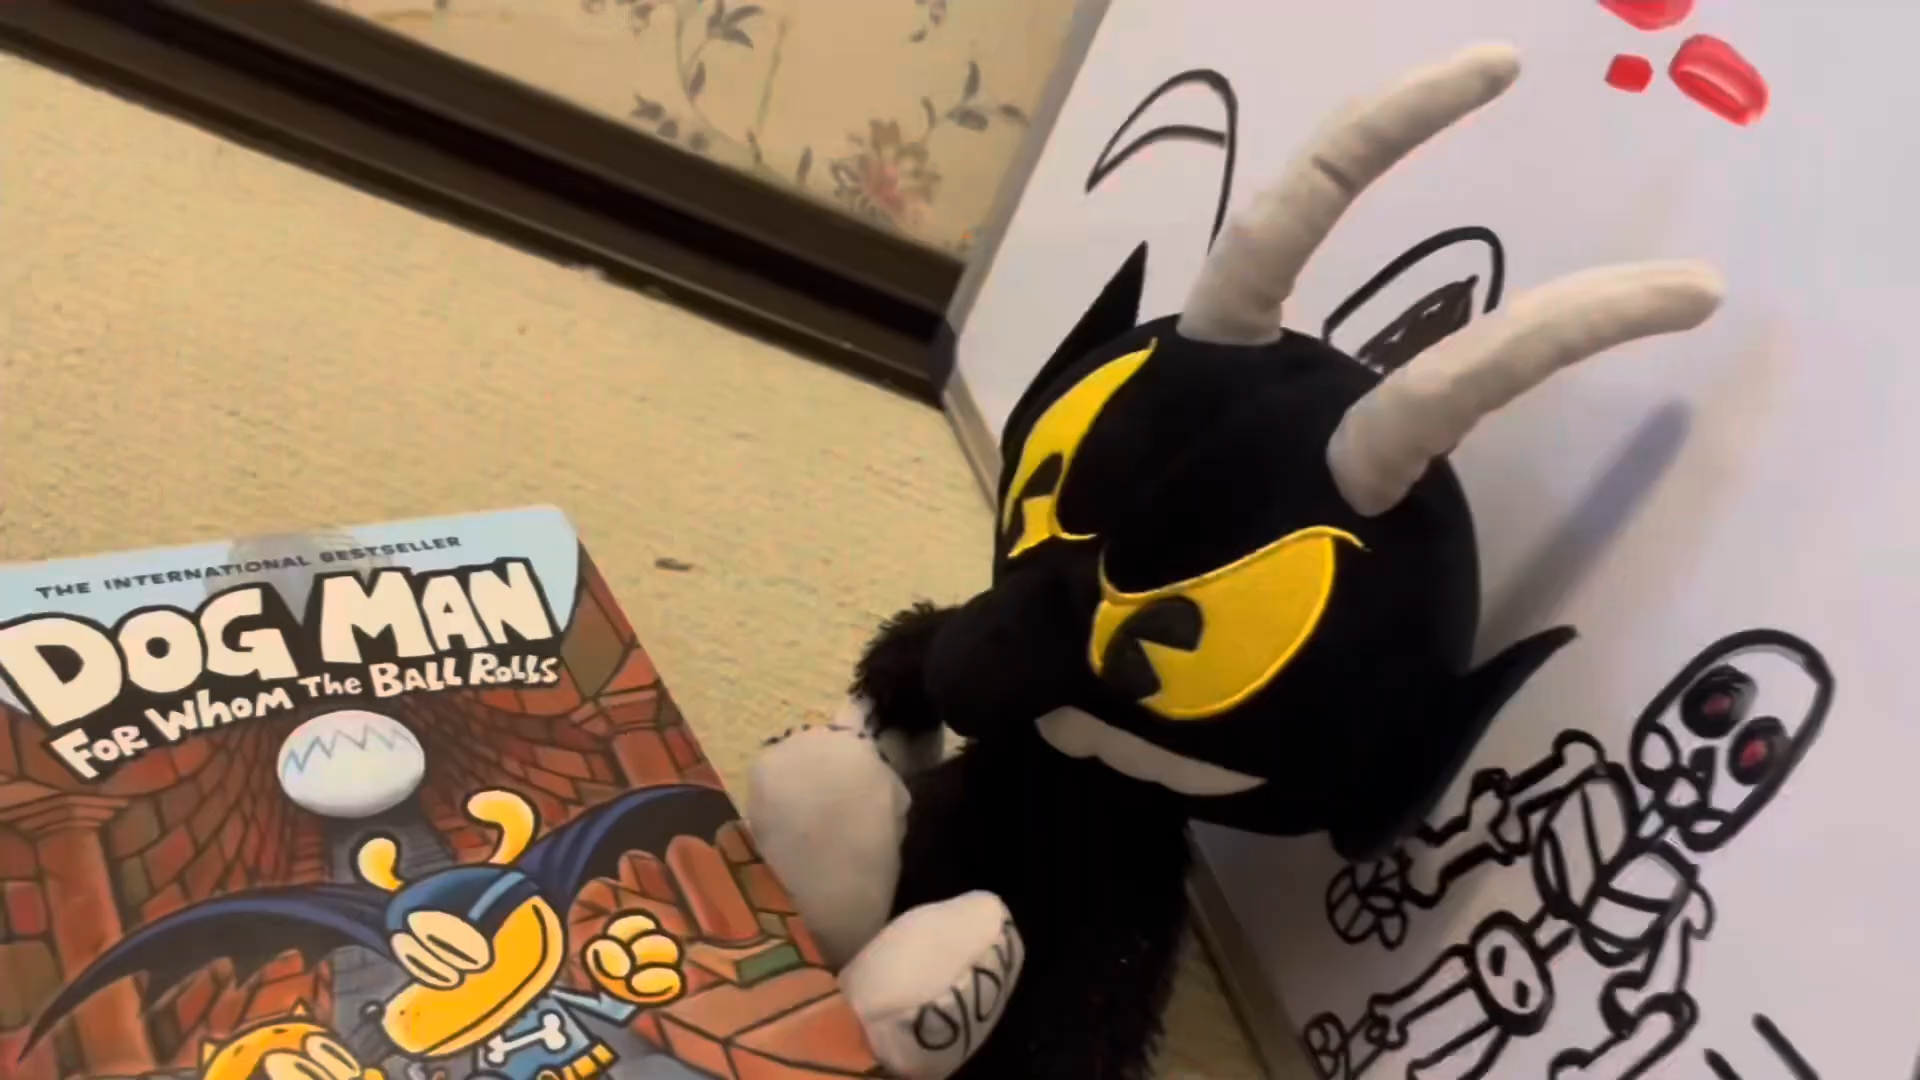 THE INTERNATIONAL BESTSELLER
DOG MAN
FOR WHOM THE BALL ROLLS